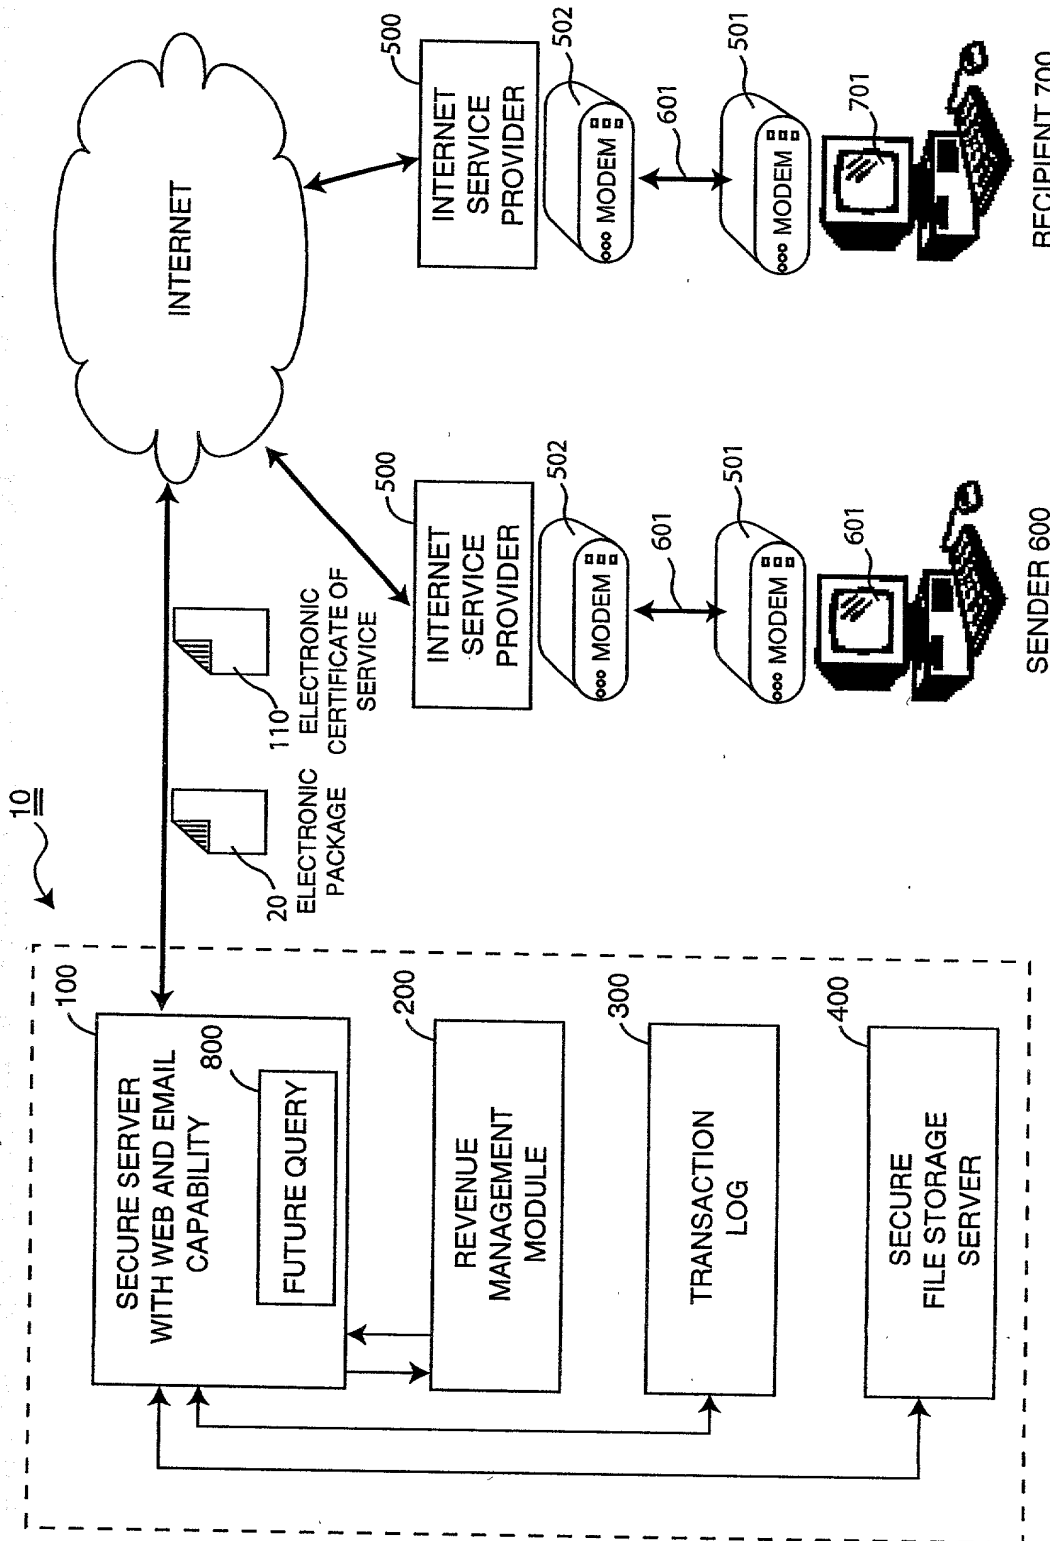 10
100
SECURE SERVER
WITH WEB AND EMAIL
CAPABILITY
800
FUTURE QUERY
200
REVENUE
MANAGEMENT
MODULE
300
TRANSACTION
LOG
400
SECURE
FILE STORAGE
SERVER
20
ELECTRONIC
PACKAGE
110
ELECTRONIC
CERTIFICATE OF
SERVICE
INTERNET
500
INTERNET
SERVICE
PROVIDER
502
MODEM
601
501
MODEM
601
SENDER 600
500
INTERNET
SERVICE
PROVIDER
502
MODEM
601
501
MODEM
701
RECIPIENT 700